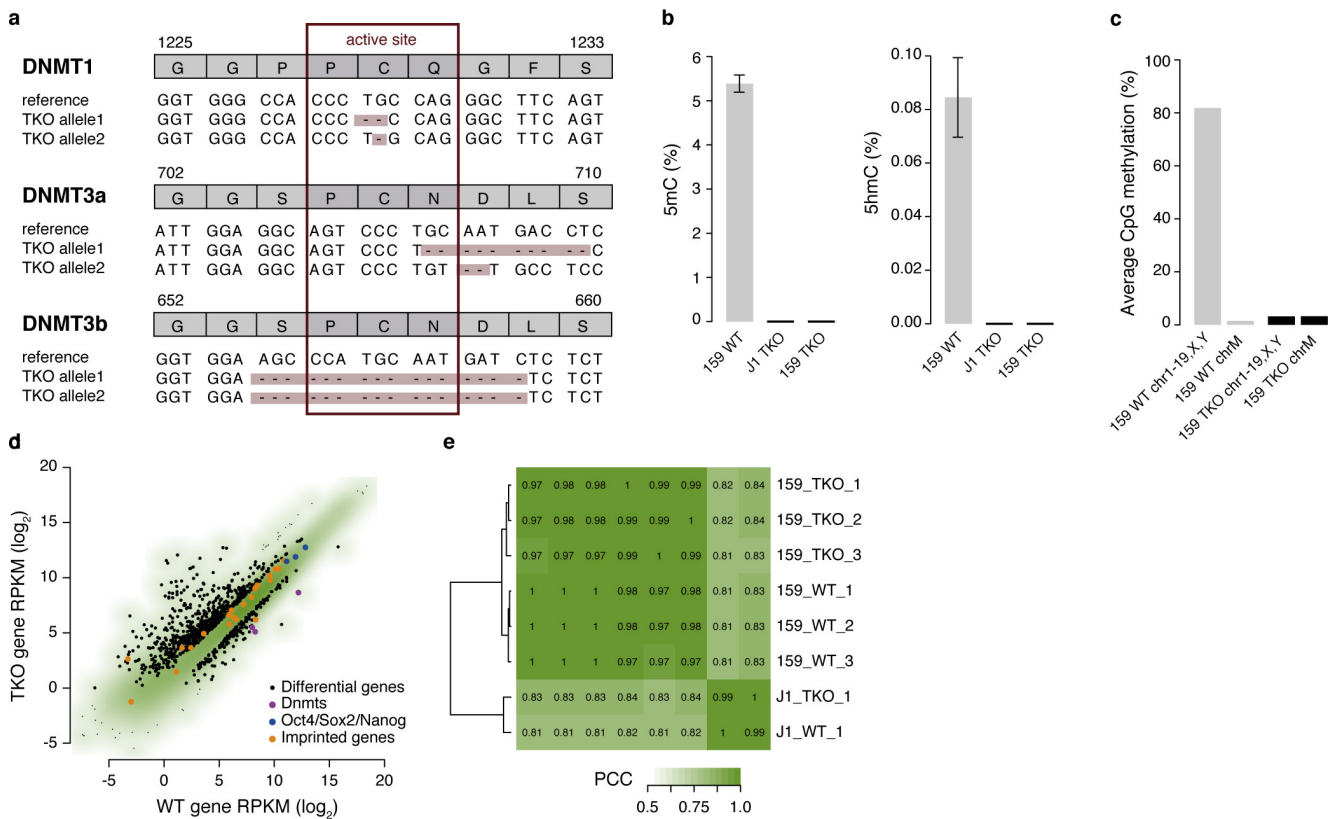 a
active site
1225 1233
DNMT1 G G P P C Q G F S
reference GGT GGG CCA CCC TGC CAG GGC TTC AGT
TKO allele1 GGT GGG CCA CCC --C CAG GGC TTC AGT
TKO allele2 GGT GGG CCA CCC T-G CAG GGC TTC AGT
702 710
DNMT3a G G S P C N D L S
reference ATT GGA GGC AGT CCC TGC AAT GAC CTC
TKO allele1 ATT GGA GGC AGT CCC T-- --- --- --C
TKO allele2 ATT GGA GGC AGT CCC TGT --T GCC TCC
652 660
DNMT3b G G S P C N D L S
reference GGT GGA AGC CCA TGC AAT GAT CTC TCT
TKO allele1 GGT GGA --- --- --- --- --- -TC TCT
TKO allele2 GGT GGA --- --- --- --- --- -TC TCT
b
5mC (%)
6
5
4
3
2
1
0
159 WT
J1 TKO
159 TKO
5hmC (%)
0.10
0.08
0.06
0.04
0.02
0.00
159 WT
J1 TKO
159 TKO
c
Average CpG methylation (%)
100
80
60
40
20
0
159 WT chr1-19,X,Y
159 WT chrM
159 TKO chr1-19,X,Y
159 TKO chrM
d
TKO gene RPKM (log2)
20
15
10
5
0
-5
Differential genes
Dnmts
Oct4/Sox2/Nanog
Imprinted genes
-5 0 5 10 15 20
WT gene RPKM (log2)
e
0.97 0.98 0.98 1 0.99 0.99 0.82 0.84 159_TKO_1
0.97 0.98 0.98 0.99 0.99 1 0.82 0.84 159_TKO_2
0.97 0.97 0.97 0.99 1 0.99 0.81 0.83 159_TKO_3
1 1 1 0.98 0.97 0.98 0.81 0.83 159_WT_1
1 1 1 0.98 0.97 0.98 0.81 0.83 159_WT_2
1 1 1 0.97 0.97 0.97 0.81 0.83 159_WT_3
0.83 0.83 0.83 0.84 0.83 0.84 0.99 1 J1_TKO_1
0.81 0.81 0.81 0.82 0.81 0.82 1 0.99 J1_WT_1
PCC
0.5 0.75 1.0